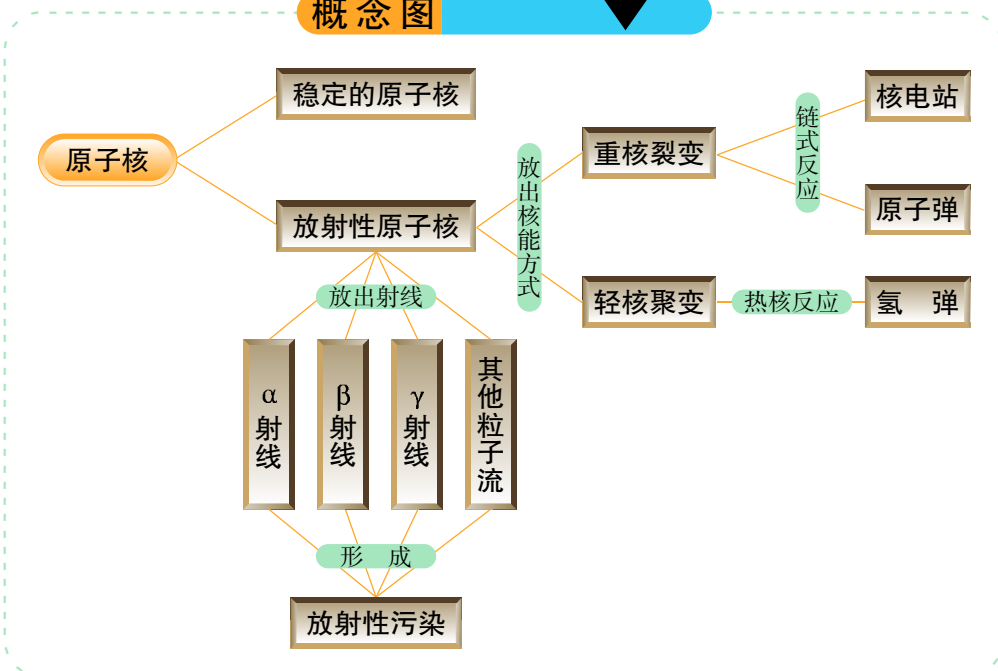 概念图
稳定的原子核
原子核
放射性原子核
放出射线
α射线
β射线
γ射线
其他粒子流
形 成
放射性污染
放出核能方式
重核裂变
链式反应
核电站
原子弹
轻核聚变
热核反应
氢 弹